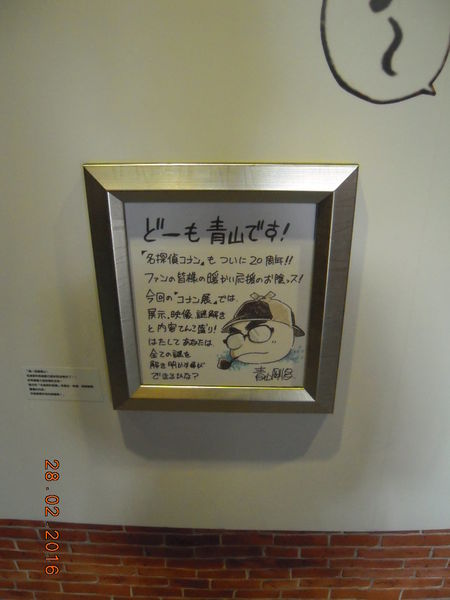 どーも青山です!
『名探偵コナン』も ついに20周年!!
ファンの皆様の暖かい応援のお陰っス!
今回の『コナン展』では
展示、映像、謎解き
と内容てんこ盛り!
はたして あなたは
全ての謎を
解き明かす事が
できるかな?
青山剛昌
28.02.2016